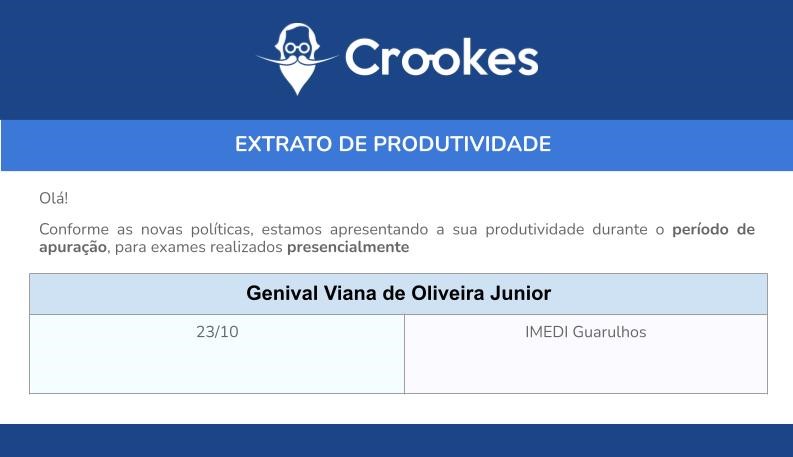 Crookes
EXTRATO DE PRODUTIVIDADE
Olá!
Conforme as novas políticas, estamos apresentando a sua produtividade durante o período de
apuração, para exames realizados presencialmente
Genival Viana de Oliveira Junior
23/10
IMEDI Guarulhos